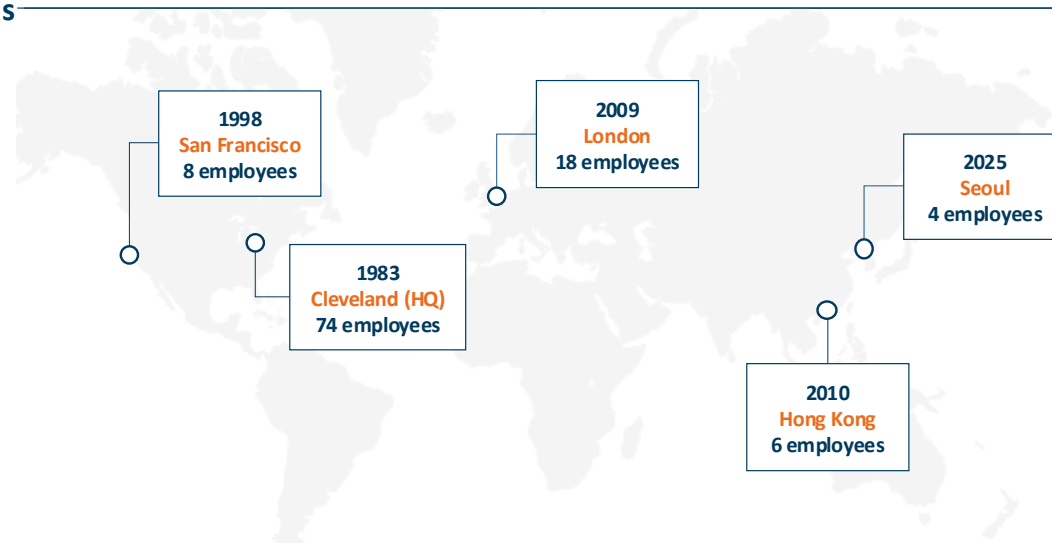 s
1998
San Francisco
8 employees
2009
London
18 employees
2025
Seoul
4 employees
1983
Cleveland (HQ)
74 employees
2010
Hong Kong
6 employees